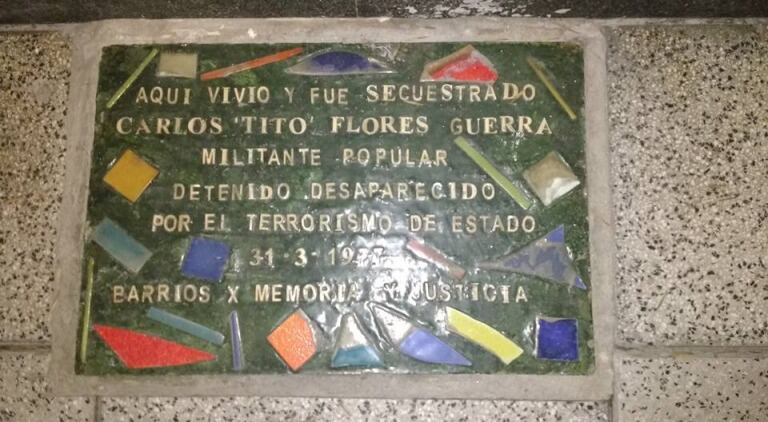 AQUI VIVIO Y FUE SECUESTRADO
CARLOS 'TITO' FLORES GUERRA
MILITANTE POPULAR
DETENIDO DESAPARECIDO
POR EL TERRORISMO DE ESTADO
31-3-1977
BARRIOS X MEMORIA Y JUSTICIA